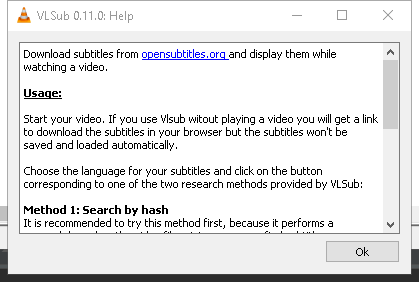 VLSub 0.11.0: Help
Download subtitles from opensubtitles.org and display them while
watching a video.
Usage:
Start your video. If you use Vlsub witout playing a video you will get a link
to download the subtitles in your browser but the subtitles won't be
saved and loaded automatically.
Choose the language for your subtitles and click on the button
corresponding to one of the two research methods provided by VLSub:
Method 1: Search by hash
It is recommended to try this method first, because it performs a
Ok